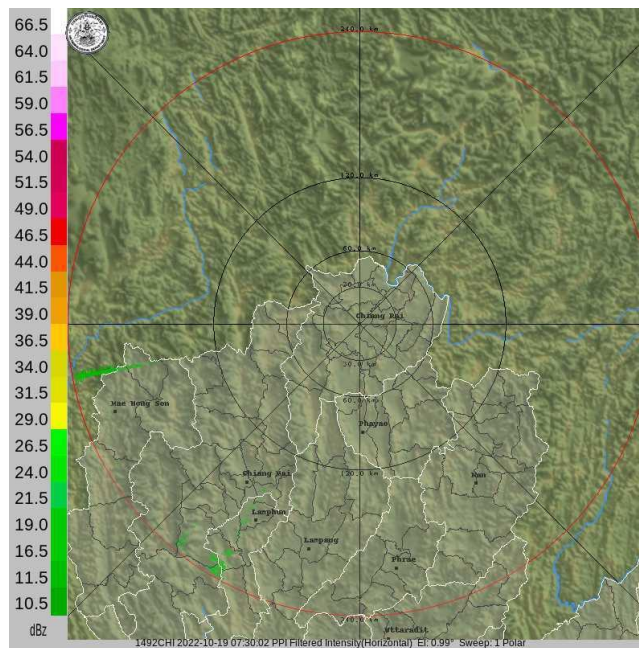 66.5
64.0
61.5
59.0
56.5
54.0
51.5
49.0
46.5
44.0
41.5
39.0
36.5
34.0
31.5
29.0
26.5
24.0
21.5
19.0
16.5
11.5
10.5
dBz
240.0 km
120.0 km
60.0 km
Chiang Rai
60.0 km
Mae Hong Son
Phayao
120.0 km
Chiang Mai
Nan
Lamphun
Lampang
Phrae
Uttaradit
1492CHI 2022-10-19 07:30:02 PPI Filtered Intensity(Horizontal) El: 0.99° Sweep: 1 Polar